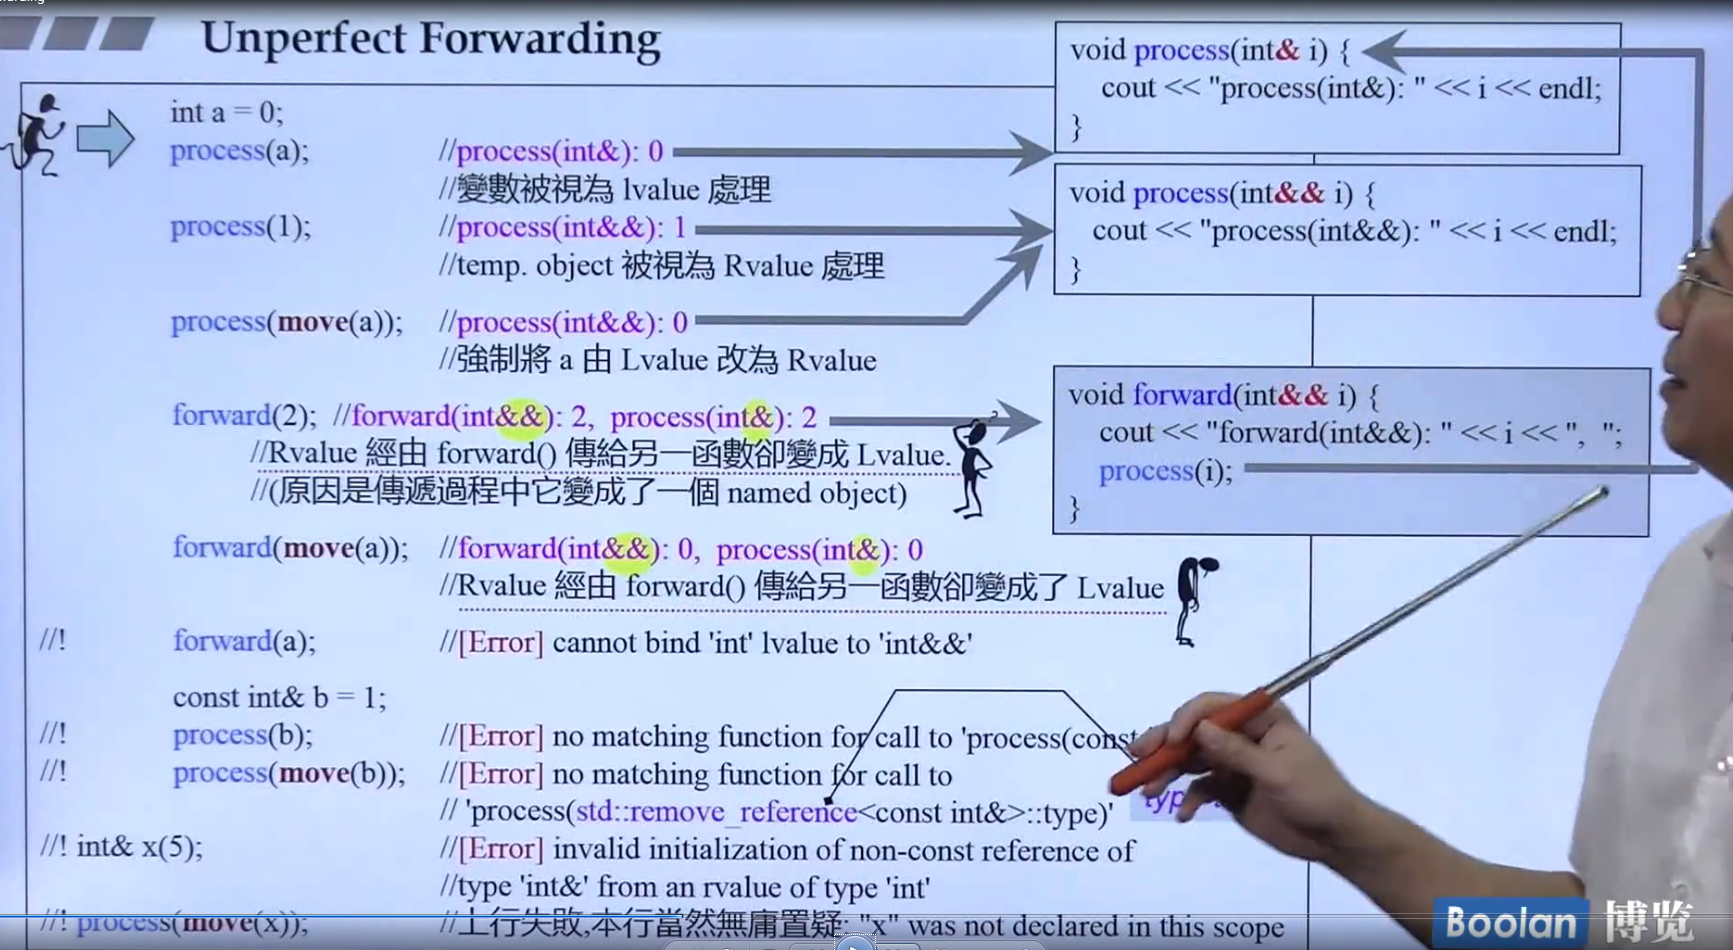 Unperfect Forwarding
int a = 0;
process(a); //process(int&): 0
//變數被視為 lvalue 處理
process(1); //process(int&&): 1
//temp. object 被視為 Rvalue 處理
process(move(a)); //process(int&&): 0
//強制將 a 由 Lvalue 改為 Rvalue
forward(2); //forward(int&&): 2, process(int&): 2
//Rvalue 經由 forward() 傳給另一函數卻變成 Lvalue.
//(原因是傳遞過程中它變成了一個 named object)
forward(move(a)); //forward(int&&): 0, process(int&): 0
//Rvalue 經由 forward() 傳給另一函數卻變成了 Lvalue
//! forward(a); //[Error] cannot bind 'int' lvalue to 'int&&'
const int& b = 1;
//! process(b); //[Error] no matching function for call to 'process(const
//! process(move(b)); //[Error] no matching function for call to
// 'process(std::remove_reference<const int&>::type)'
//! int& x(5); //[Error] invalid initialization of non-const reference of
//type 'int&' from an rvalue of type 'int'
//! process(move(x)); //上行失敗,本行當然無庸置疑: "x" was not declared in this scope
void process(int& i) {
cout << "process(int&): " << i << endl;
}
void process(int&& i) {
cout << "process(int&&): " << i << endl;
}
void forward(int&& i) {
cout << "forward(int&&): " << i << ", ";
process(i);
}
Boolan 博览